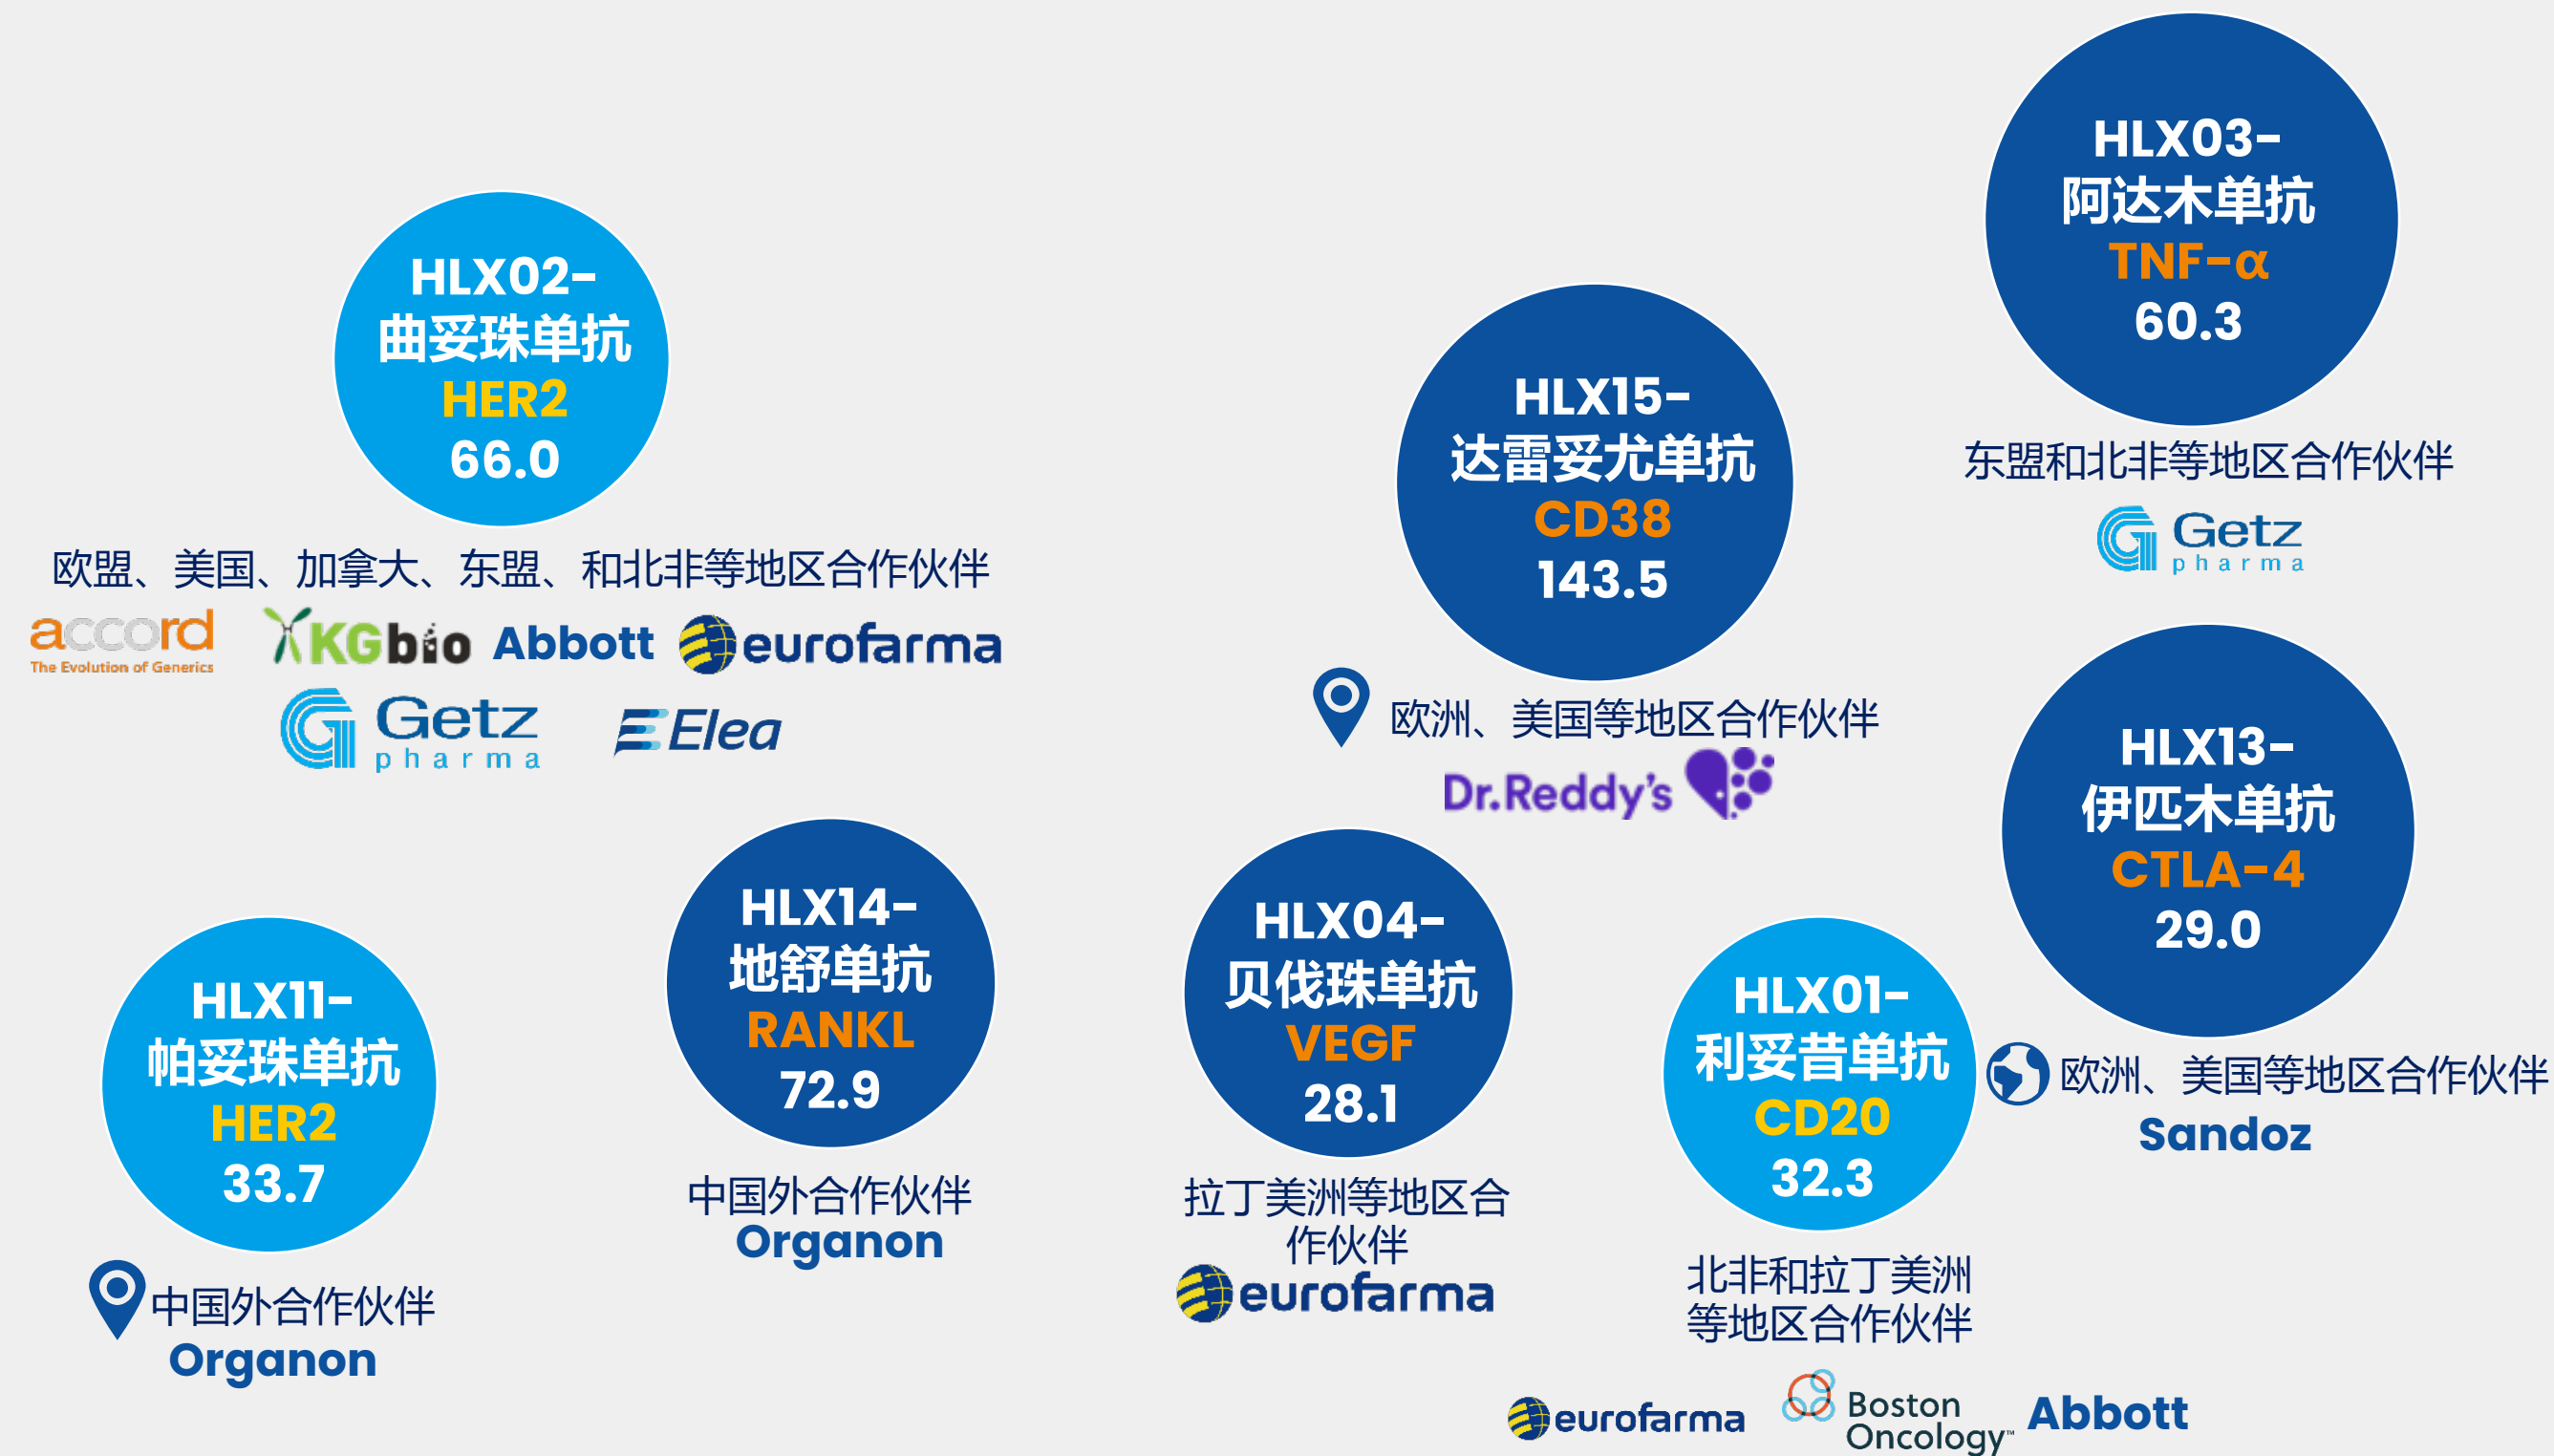 HLX02-
曲妥珠单抗
HER2
66.0
欧盟、美国、加拿大、东盟、和北非等地区合作伙伴
accord
The Evolution of Generics
KGbio
Abbott
eurofarma
Getz
pharma
Elea
HLX15-
达雷妥尤单抗
CD38
143.5
欧洲、美国等地区合作伙伴
Dr.Reddy's
HLX03-
阿达木单抗
TNF-α
60.3
东盟和北非等地区合作伙伴
Getz
pharma
HLX11-
帕妥珠单抗
HER2
33.7
中国外合作伙伴
Organon
HLX14-
地舒单抗
RANKL
72.9
中国外合作伙伴
Organon
HLX04-
贝伐珠单抗
VEGF
28.1
拉丁美洲等地区合
作伙伴
eurofarma
HLX01-
利妥昔单抗
CD20
32.3
北非和拉丁美洲
等地区合作伙伴
eurofarma
Boston
Oncology™
Abbott
HLX13-
伊匹木单抗
CTLA-4
29.0
欧洲、美国等地区合作伙伴
Sandoz